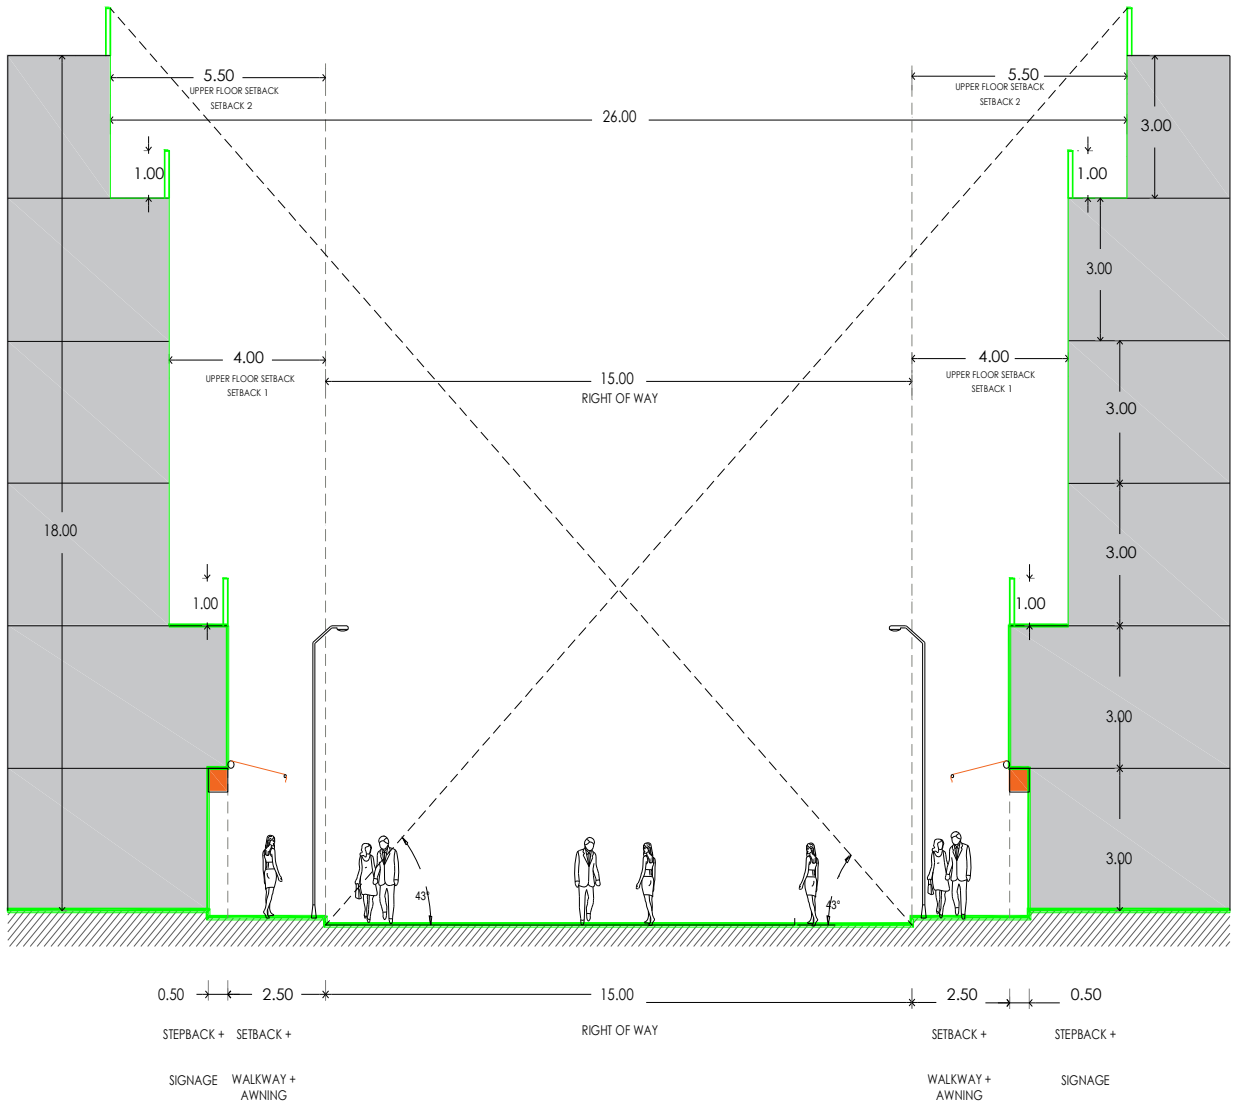 5.50 5.50
UPPER FLOOR SETBACK UPPER FLOOR SETBACK
SETBACK 2 SETBACK 2
26.00
3.00
1.00 1.00
3.00
4.00 4.00
UPPER FLOOR SETBACK UPPER FLOOR SETBACK
SETBACK 1 SETBACK 1
15.00
RIGHT OF WAY
3.00
18.00
3.00
1.00 1.00
3.00
3.00
43° 43°
0.50 2.50 15.00 2.50 0.50
STEPBACK + SETBACK + RIGHT OF WAY SETBACK + STEPBACK +
SIGNAGE WALKWAY + WALKWAY + SIGNAGE
AWNING AWNING